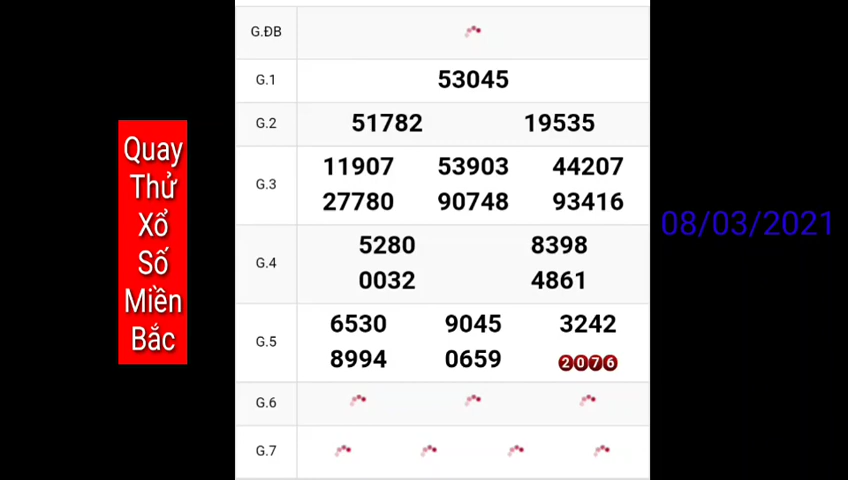 Quay
Thử
Xổ
Số
Miền
Bắc
G.ĐB
G.1 53045
G.2 51782 19535
G.3
11907 53903 44207
27780 90748 93416
G.4
5280 8398
0032 4861
G.5
6530 9045 3242
8994 0659 2076
G.6
G.7
08/03/2021